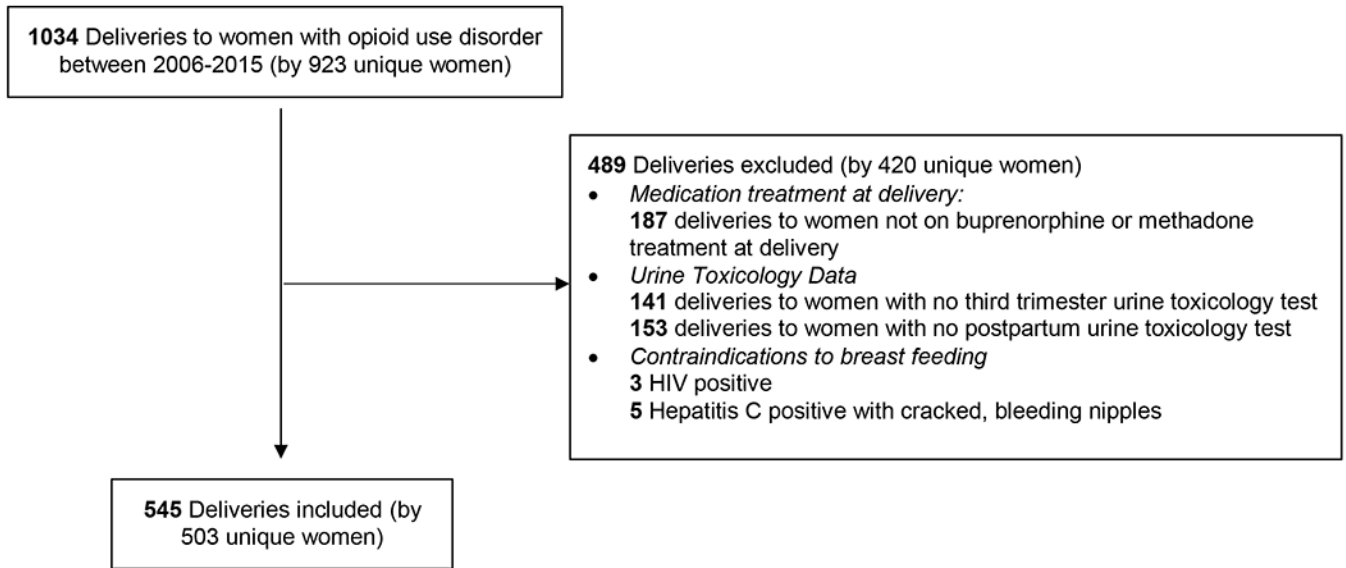 1034 Deliveries to women with opioid use disorder
between 2006-2015 (by 923 unique women)
489 Deliveries excluded (by 420 unique women)
• Medication treatment at delivery:
187 deliveries to women not on buprenorphine or methadone
treatment at delivery
• Urine Toxicology Data
141 deliveries to women with no third trimester urine toxicology test
153 deliveries to women with no postpartum urine toxicology test
• Contraindications to breast feeding
3 HIV positive
5 Hepatitis C positive with cracked, bleeding nipples
545 Deliveries included (by
503 unique women)